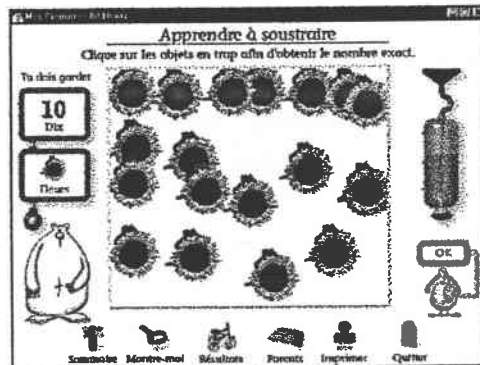 Apprendre à soustraire
Clique sur les objets en trop afin d'obtenir le nombre exact.
Tu dois garder
10
Dix
Fleurs
OK
Sommaire Montre-moi Résultats Parents Imprimer Quitter